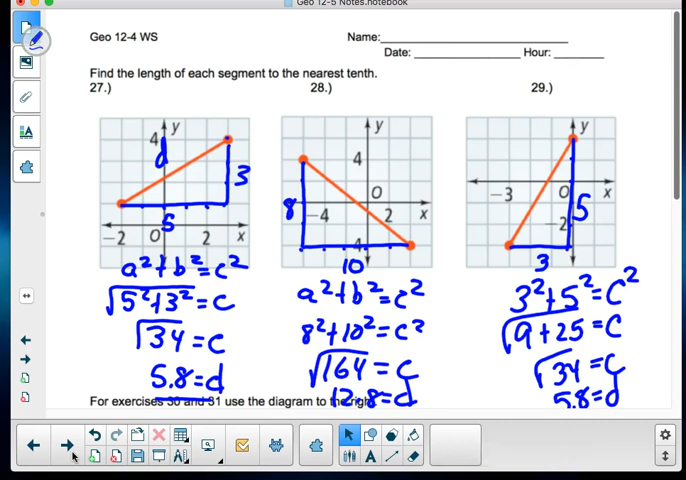 Geo 12-5 Notes.notebook
Geo 12-4 WS
Name:
Date:
Hour:
Find the length of each segment to the nearest tenth.
27.)
28.)
29.)
4 y
d
3
5
−2 0 2 x
y
4
0
8
−4 2 x
4
10
y
−3 0 x
−2
5
3
a²+b²=c²
√5²+3²=c
√34=c
5.8=d
a²+b²=c²
8²+10²=c²
√164=c
12.8=d
3²+5²=c²
√9+25=c
√34=c
5.8=d
For exercises 30 and 31 use the diagram to the right